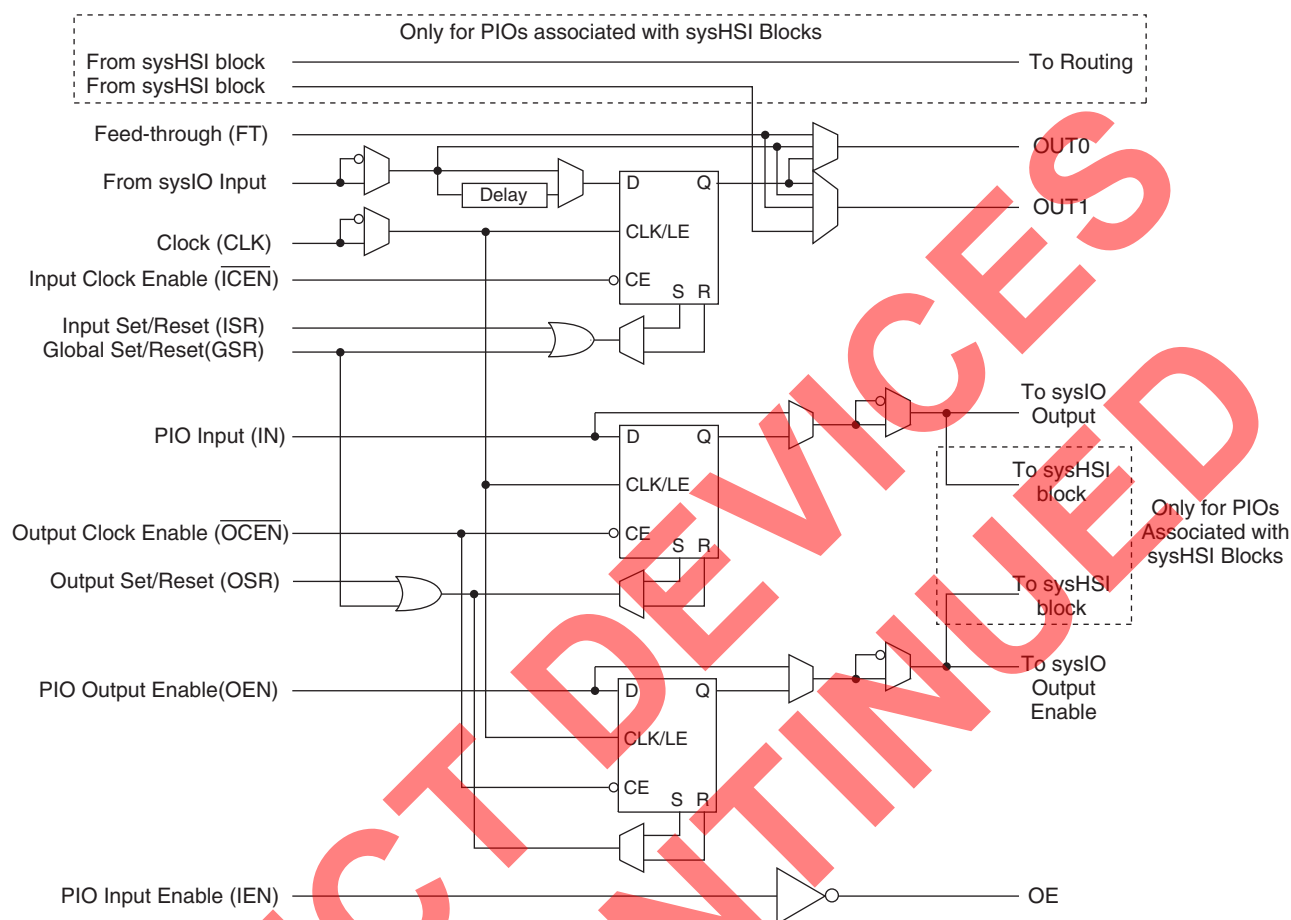 Only for PIOs associated with sysHSI Blocks
From sysHSI block
To Routing
From sysHSI block
Feed-through (FT)
OUT0
From sysIO Input
Delay
D Q
OUT1
Clock (CLK)
CLK/LE
Input Clock Enable (ICEN)
CE
S R
Input Set/Reset (ISR)
Global Set/Reset(GSR)
To sysIO
Output
PIO Input (IN)
D Q
To sysHSI
block
CLK/LE
Only for PIOs
Associated with
sysHSI Blocks
Output Clock Enable (OCEN)
CE
S R
Output Set/Reset (OSR)
To sysHSI
block
PIO Output Enable(OEN)
D Q
To sysIO
Output
Enable
CLK/LE
CE
S R
PIO Input Enable (IEN)
OE
CT DEVICES
NTINUED